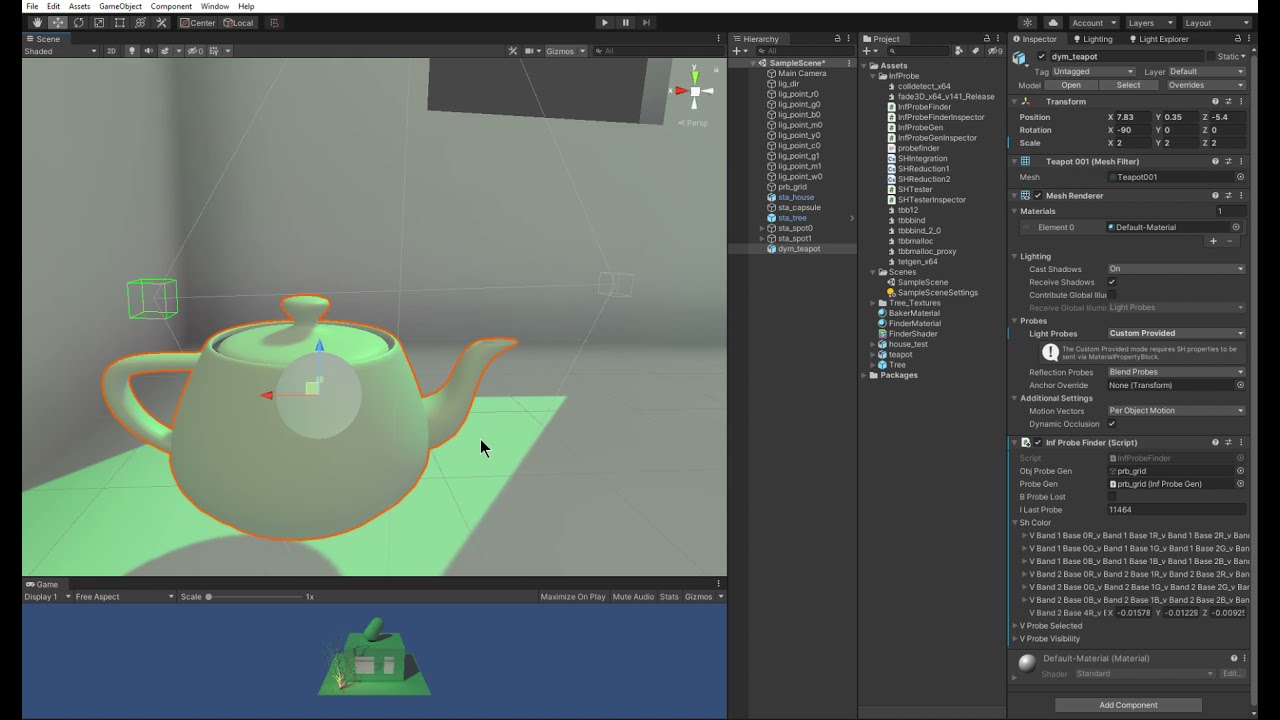 File Edit Assets GameObject Component Window Help
Center Local Account Layers Layout
Scene
Shaded 2D 0 Gizmos All
y
x
Persp
Game
Display 1 Free Aspect Scale 1x Maximize On Play Mute Audio Stats Gizmos
Hierarchy
All
SampleScene*
Main Camera
lig_dir
lig_point_r0
lig_point_g0
lig_point_b0
lig_point_m0
lig_point_y0
lig_point_c0
lig_point_g1
lig_point_m1
lig_point_w0
prb_grid
sta_house
sta_capsule
sta_tree
sta_spot0
sta_spot1
dym_teapot
Project
9
Assets
InfProbe
colldetect_x64
fade3D_x64_v141_Release
InfProbeFinder
InfProbeFinderInspector
InfProbeGen
InfProbeGenInspector
probefinder
SHIntegration
SHReduction1
SHReduction2
SHTester
SHTesterInspector
tbb12
tbbbind
tbbbind_2_0
tbbmalloc
tbbmalloc_proxy
tetgen_x64
Scenes
SampleScene
SampleSceneSettings
Tree_Textures
BakerMaterial
FinderMaterial
FinderShader
house_test
teapot
Tree
Packages
Inspector Lighting Light Explorer
dym_teapot Static
Tag Untagged Layer Default
Model Open Select Overrides
Transform
Position X 7.83 Y 0.35 Z -5.4
Rotation X -90 Y 0 Z 0
Scale X 2 Y 2 Z 2
Teapot 001 (Mesh Filter)
Mesh Teapot001
Mesh Renderer
Materials 1
Element 0 Default-Material
Lighting
Cast Shadows On
Receive Shadows
Contribute Global Illu
Receive Global Illumi Light Probes
Probes
Light Probes Custom Provided
The Custom Provided mode requires SH properties to be
sent via MaterialPropertyBlock.
Reflection Probes Blend Probes
Anchor Override None (Transform)
Additional Settings
Motion Vectors Per Object Motion
Dynamic Occlusion
Inf Probe Finder (Script)
Script InfProbeFinder
Obj Probe Gen prb_grid
Probe Gen prb_grid (Inf Probe Gen)
B Probe Lost
I Last Probe 11464
Sh Color
V Band 1 Base 0R_v Band 1 Base 1R_v Band 1 Base 2R_v Ban
V Band 1 Base 0G_v Band 1 Base 1G_v Band 1 Base 2G_v Ban
V Band 1 Base 0B_v Band 1 Base 1B_v Band 1 Base 2B_v Ban
V Band 2 Base 0R_v Band 2 Base 1R_v Band 2 Base 2R_v Ban
V Band 2 Base 0G_v Band 2 Base 1G_v Band 2 Base 2G_v Ban
V Band 2 Base 0B_v Band 2 Base 1B_v Band 2 Base 2B_v Ban
V Band 2 Base 4R_v X -0.01578 Y -0.01229 Z -0.0092
V Probe Selected
V Probe Visibility
Default-Material (Material)
Shader Standard Edit...
Add Component